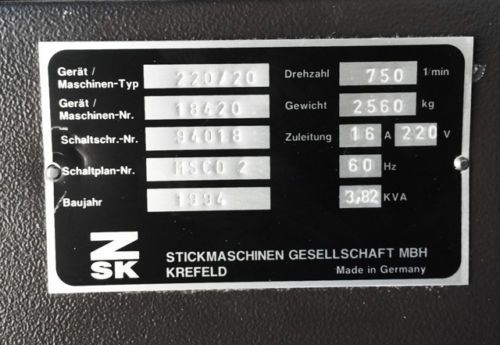 Gerät / Maschinen-Typ 220/20 Drehzahl 750 1/min
Gerät / Maschinen-Nr. 18420 Gewicht 2560 kg
Schaltschr.-Nr. 94018 Zuleitung 16 A 220 V
Schaltplan-Nr. MSCO 2 60 Hz
Baujahr 1994 3,82 KVA
ZSK STICKMASCHINEN GESELLSCHAFT MBH
KREFELD Made in Germany